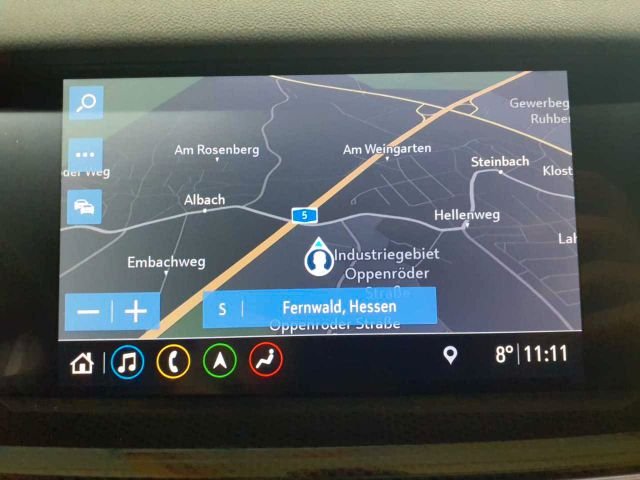 Gewerbeg
Ruhber
Am Rosenberg
Am Weingarten
Steinbach
der Weg
Klost
Albach
5
Hellenweg
Lah
Industriegebiet
Oppenröder
Straße
Embachweg
S
Fernwald, Hessen
Oppenröder Straße
8°
11:11